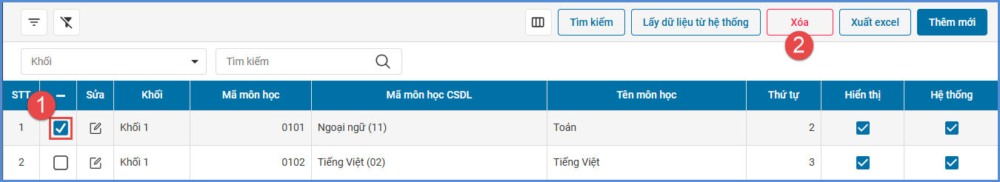 Tìm kiếm Lấy dữ liệu từ hệ thống Xóa Xuất excel Thêm mới
2
Khối Tìm kiếm
STT Sửa Khối Mã môn học Mã môn học CSDL Tên môn học Thứ tự Hiển thị Hệ thống
1
1 Khối 1 0101 Ngoại ngữ (11) Toán 2
2 Khối 1 0102 Tiếng Việt (02) Tiếng Việt 3